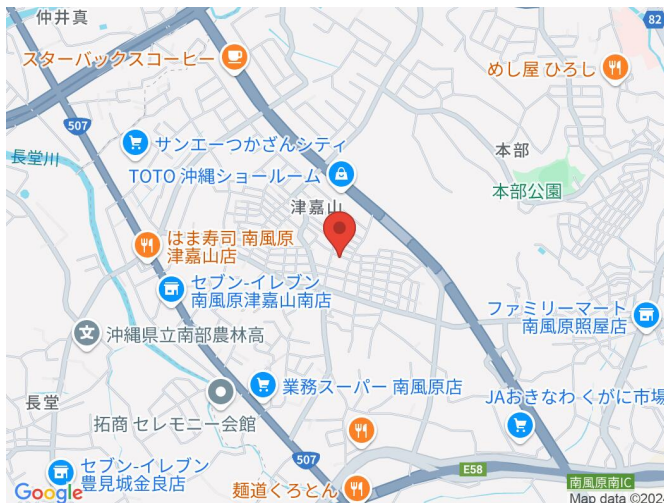 仲井真
82
スターバックスコーヒー
めし屋 ひろし
507
長堂川
サンエーつかざんシティ
本部
TOTO 沖縄ショールーム
本部公園
津嘉山
はま寿司 南風原
津嘉山店
セブン-イレブン
南風原津嘉山南店
ファミリーマート
南風原照屋店
沖縄県立南部農林高
業務スーパー 南風原店
長堂
拓商 セレモニー会館
JAおきなわ くがに市場
507
E58
セブン-イレブン
豊見城金良店
麺道くろとん
南風原南IC
Google
Map data ©202